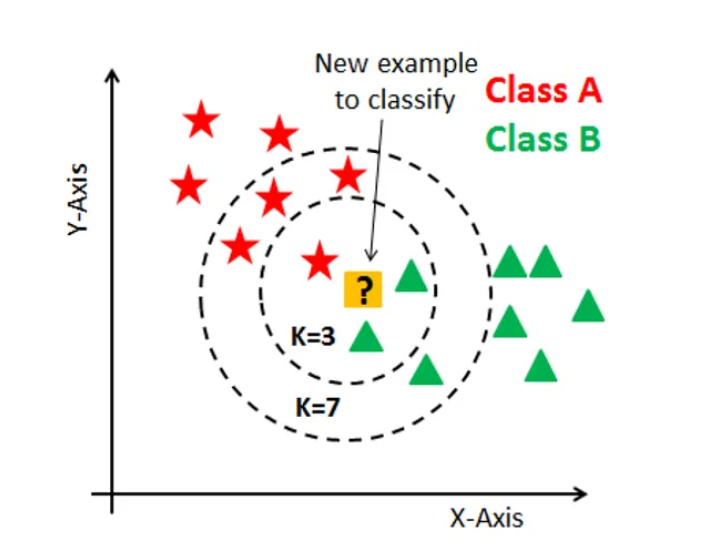 New example
to classify
Class A
Class B
Y-Axis
?
K=3
K=7
X-Axis